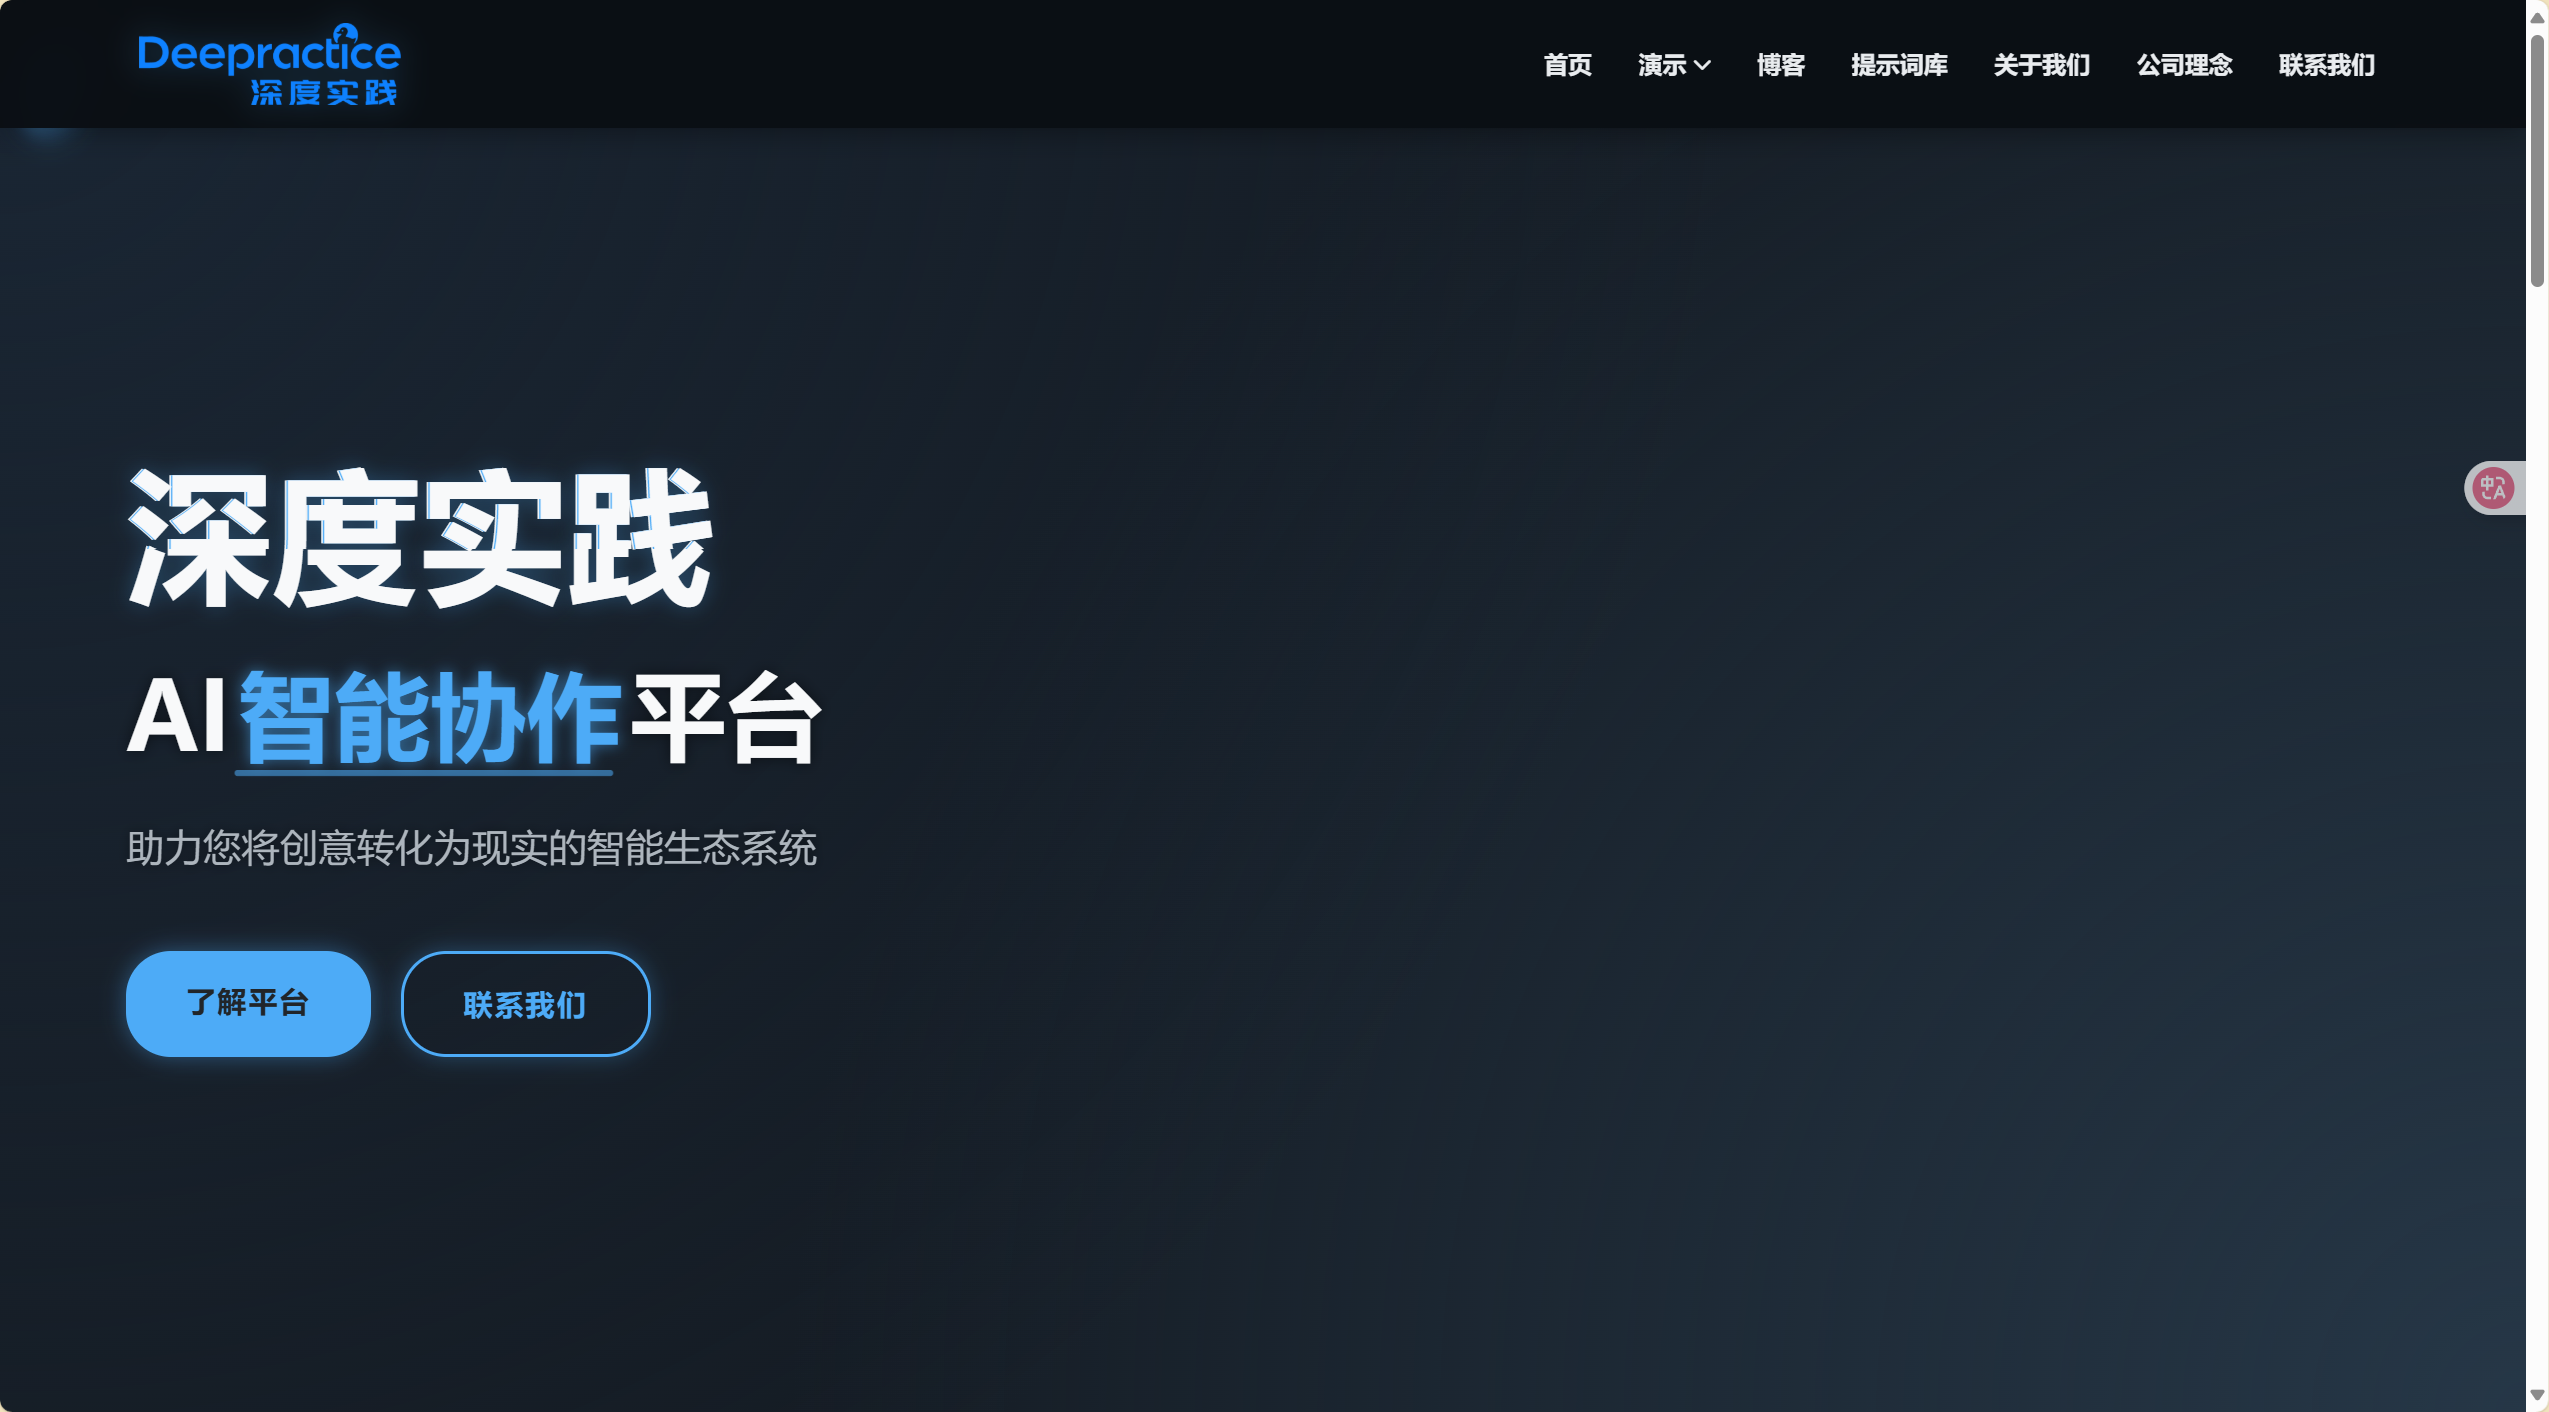 Deepractice
深度实践
首页 演示 博客 提示词库 关于我们 公司理念 联系我们
深度实践
AI智能协作平台
助力您将创意转化为现实的智能生态系统
了解平台 联系我们
中 A